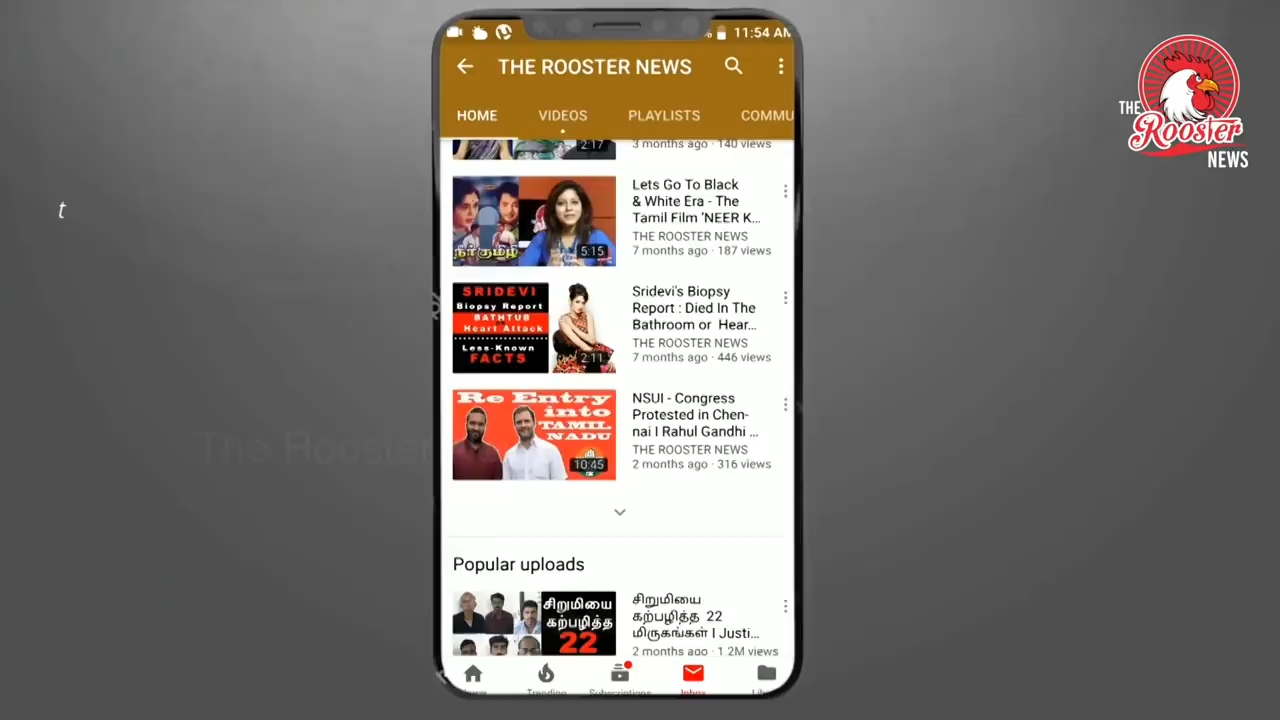 11:54 AM
THE ROOSTER NEWS
HOME VIDEOS PLAYLISTS COMMU
2:17
3 months ago · 140 views
THE
Rooster
NEWS
t
Lets Go To Black
& White Era - The
Tamil Film 'NEER K...
THE ROOSTER NEWS
7 months ago · 187 views
நீர்குமிழி
5:15
SRIDEVI
Biopsy Report
BATHTUB
Heart Attack
Less-Known
FACTS
2:11
Sridevi's Biopsy
Report : Died In The
Bathroom or Hear...
THE ROOSTER NEWS
7 months ago · 446 views
Re Entry
into
TAMIL
NADU
10:45
NSUI - Congress
Protested in Chen-
nai I Rahul Gandhi ...
THE ROOSTER NEWS
2 months ago · 316 views
The Rooster
Popular uploads
சிறுமியை
கற்பழித்த
22
சிறுமியை
கற்பழித்த 22
மிருகங்கள் I Justi...
2 months ago · 1.2M views
Trending Subscriptions Inbox